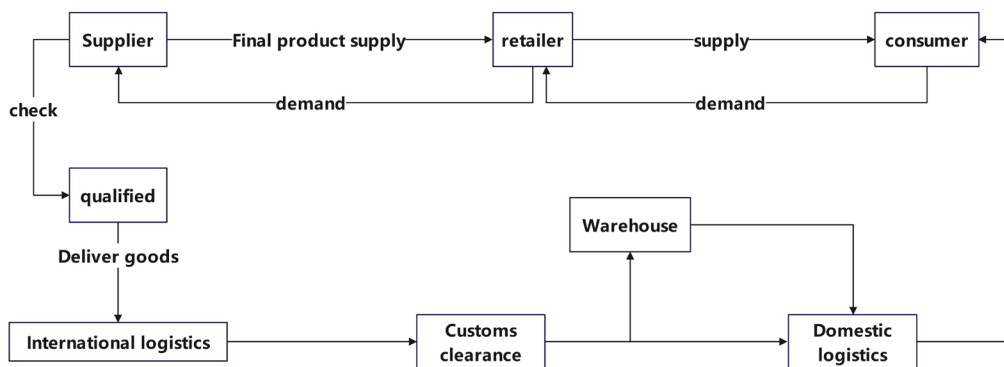 Supplier
Final product supply
retailer
supply
consumer
demand
demand
check
qualified
Warehouse
Deliver goods
International logistics
Customs
clearance
Domestic
logistics